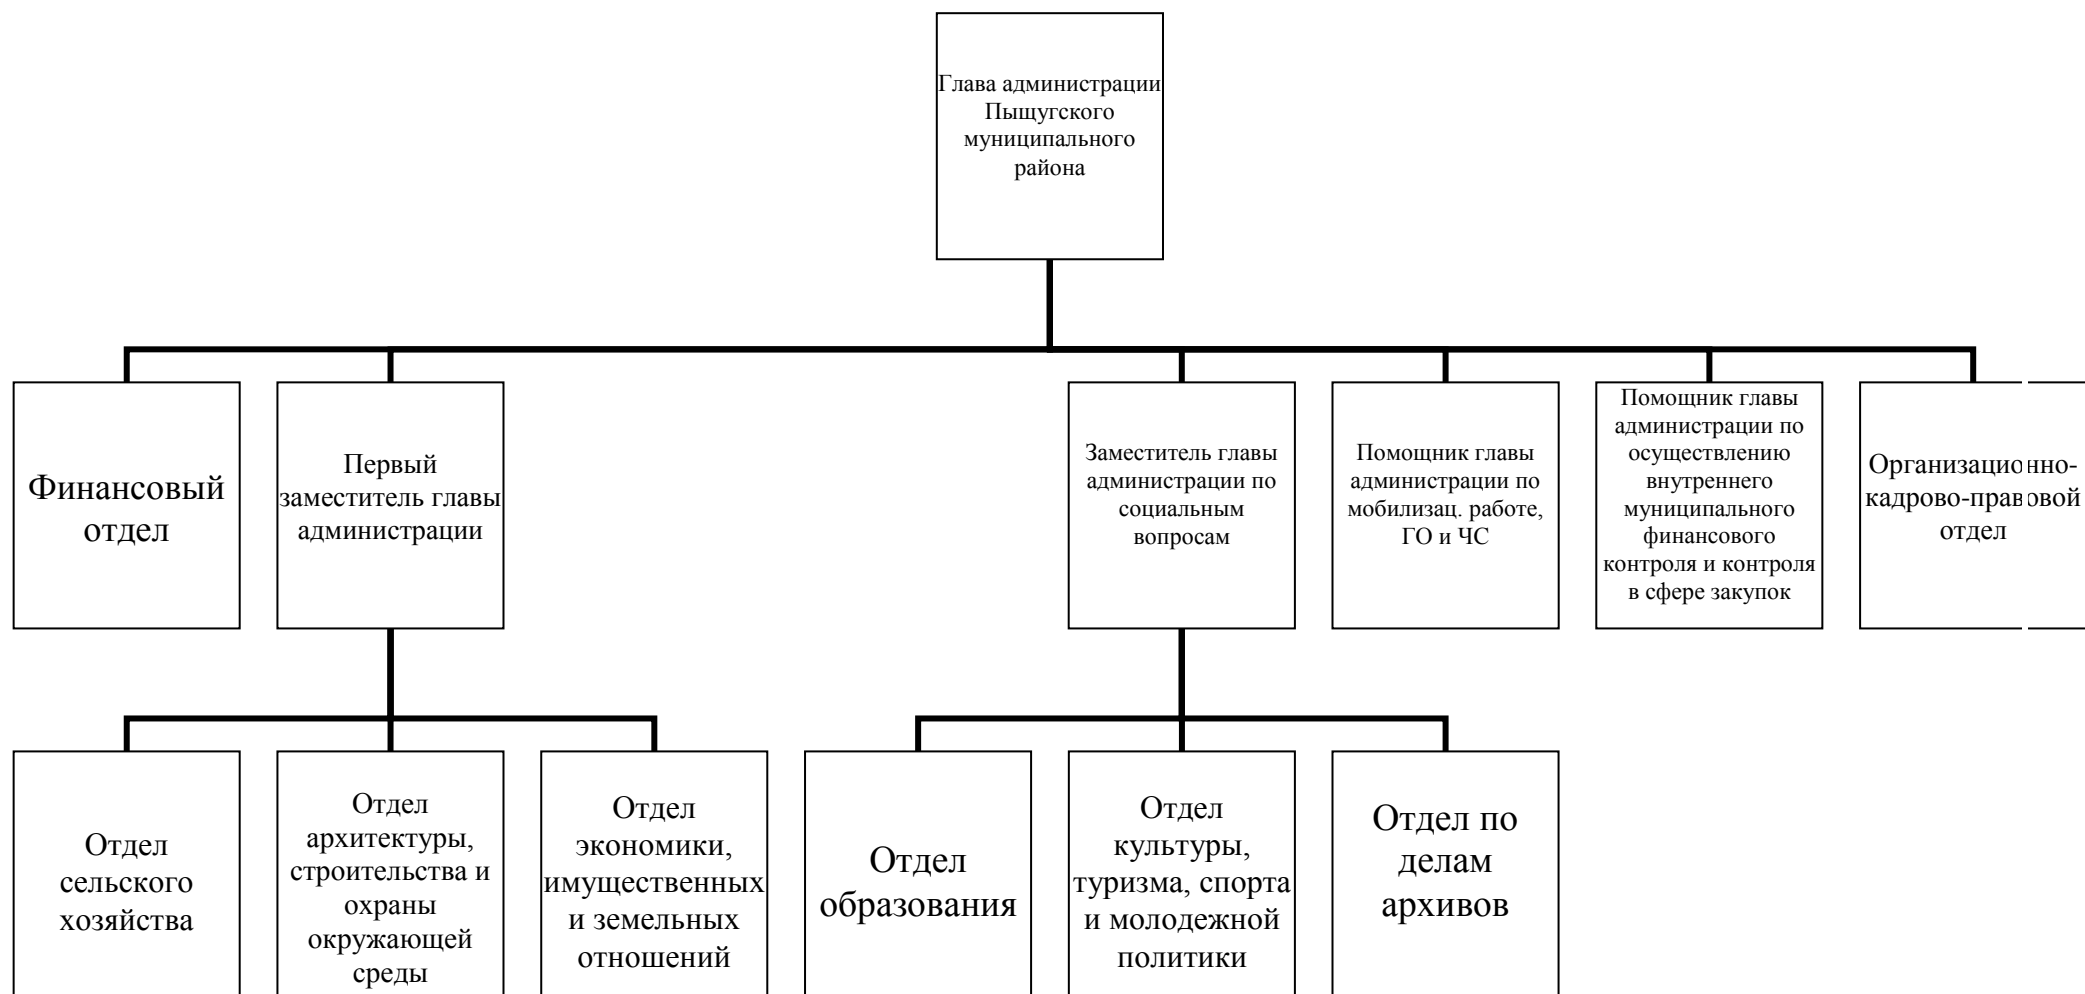 Глава администрации
Пыщугского
муниципального
района
Финансовый
отдел
Первый
заместитель главы
администрации
Заместитель главы
администрации по
социальным
вопросам
Помощник главы
администрации по
мобилизац. работе,
ГО и ЧС
Помощник главы
администрации по
осуществлению
внутреннего
муниципального
финансового
контроля и контроля
в сфере закупок
Организационно-
кадрово-правовой
отдел
Отдел
сельского
хозяйства
Отдел
архитектуры,
строительства и
охраны
окружающей
среды
Отдел
экономики,
имущественных
и земельных
отношений
Отдел
образования
Отдел
культуры,
туризма, спорта
и молодежной
политики
Отдел по
делам
архивов